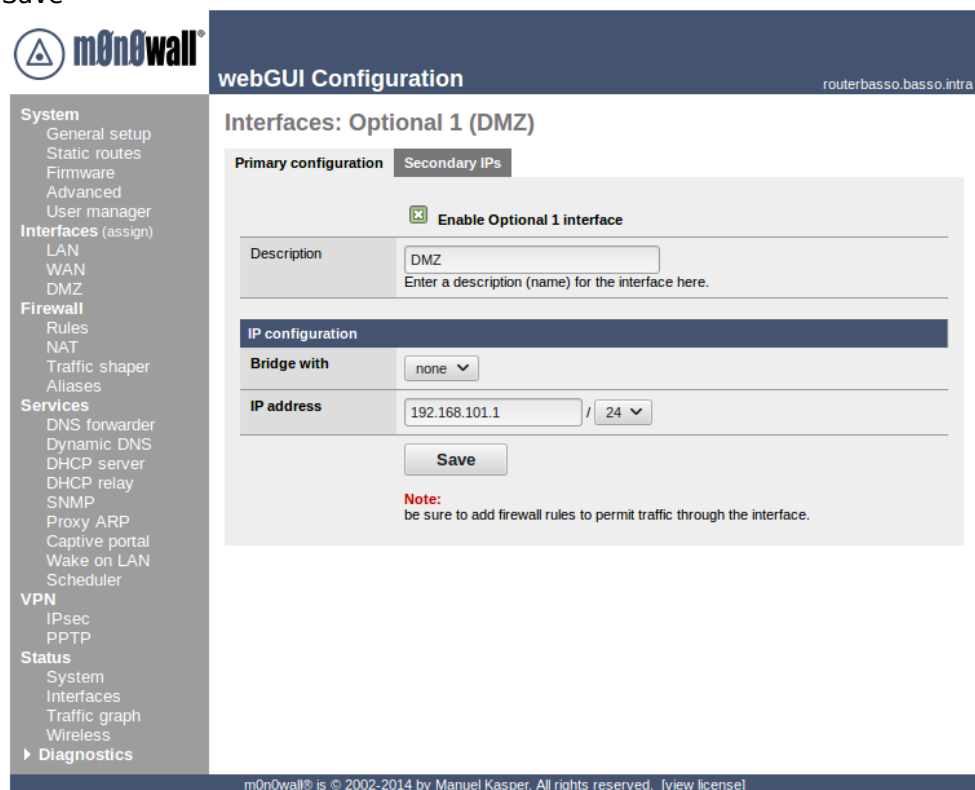 Save
m0n0wall®
webGUI Configuration
routerbasso.basso.intra
System
General setup
Static routes
Firmware
Advanced
User manager
Interfaces (assign)
LAN
WAN
DMZ
Firewall
Rules
NAT
Traffic shaper
Aliases
Services
DNS forwarder
Dynamic DNS
DHCP server
DHCP relay
SNMP
Proxy ARP
Captive portal
Wake on LAN
Scheduler
VPN
IPsec
PPTP
Status
System
Interfaces
Traffic graph
Wireless
Diagnostics
Interfaces: Optional 1 (DMZ)
Primary configuration Secondary IPs
Enable Optional 1 interface
Description DMZ
Enter a description (name) for the interface here.
IP configuration
Bridge with none
IP address 192.168.101.1 / 24
Save
Note:
be sure to add firewall rules to permit traffic through the interface.
m0n0wall® is © 2002-2014 by Manuel Kasper. All rights reserved. [view license]